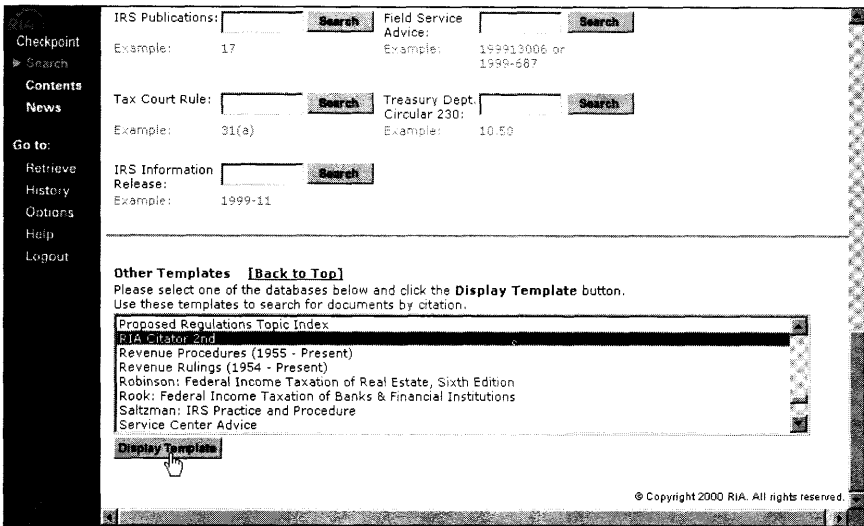 RIA
Checkpoint
Search
Contents
News
Go to:
Retrieve
History
Options
Help
Logout
IRS Publications: Search Field Service Advice: Search
Example: 17 Example: 199913006 or 1999-687
Tax Court Rule: Search Treasury Dept. Circular 230: Search
Example: 31(a) Example: 10.50
IRS Information Release: Search
Example: 1999-11
Other Templates [Back to Top]
Please select one of the databases below and click the Display Template button.
Use these templates to search for documents by citation.
Proposed Regulations Topic Index
RIA Citator 2nd
Revenue Procedures (1955 - Present)
Revenue Rulings (1954 - Present)
Robinson: Federal Income Taxation of Real Estate, Sixth Edition
Rook: Federal Income Taxation of Banks & Financial Institutions
Saltzman: IRS Practice and Procedure
Service Center Advice
Display Template
© Copyright 2000 RIA. All rights reserved.